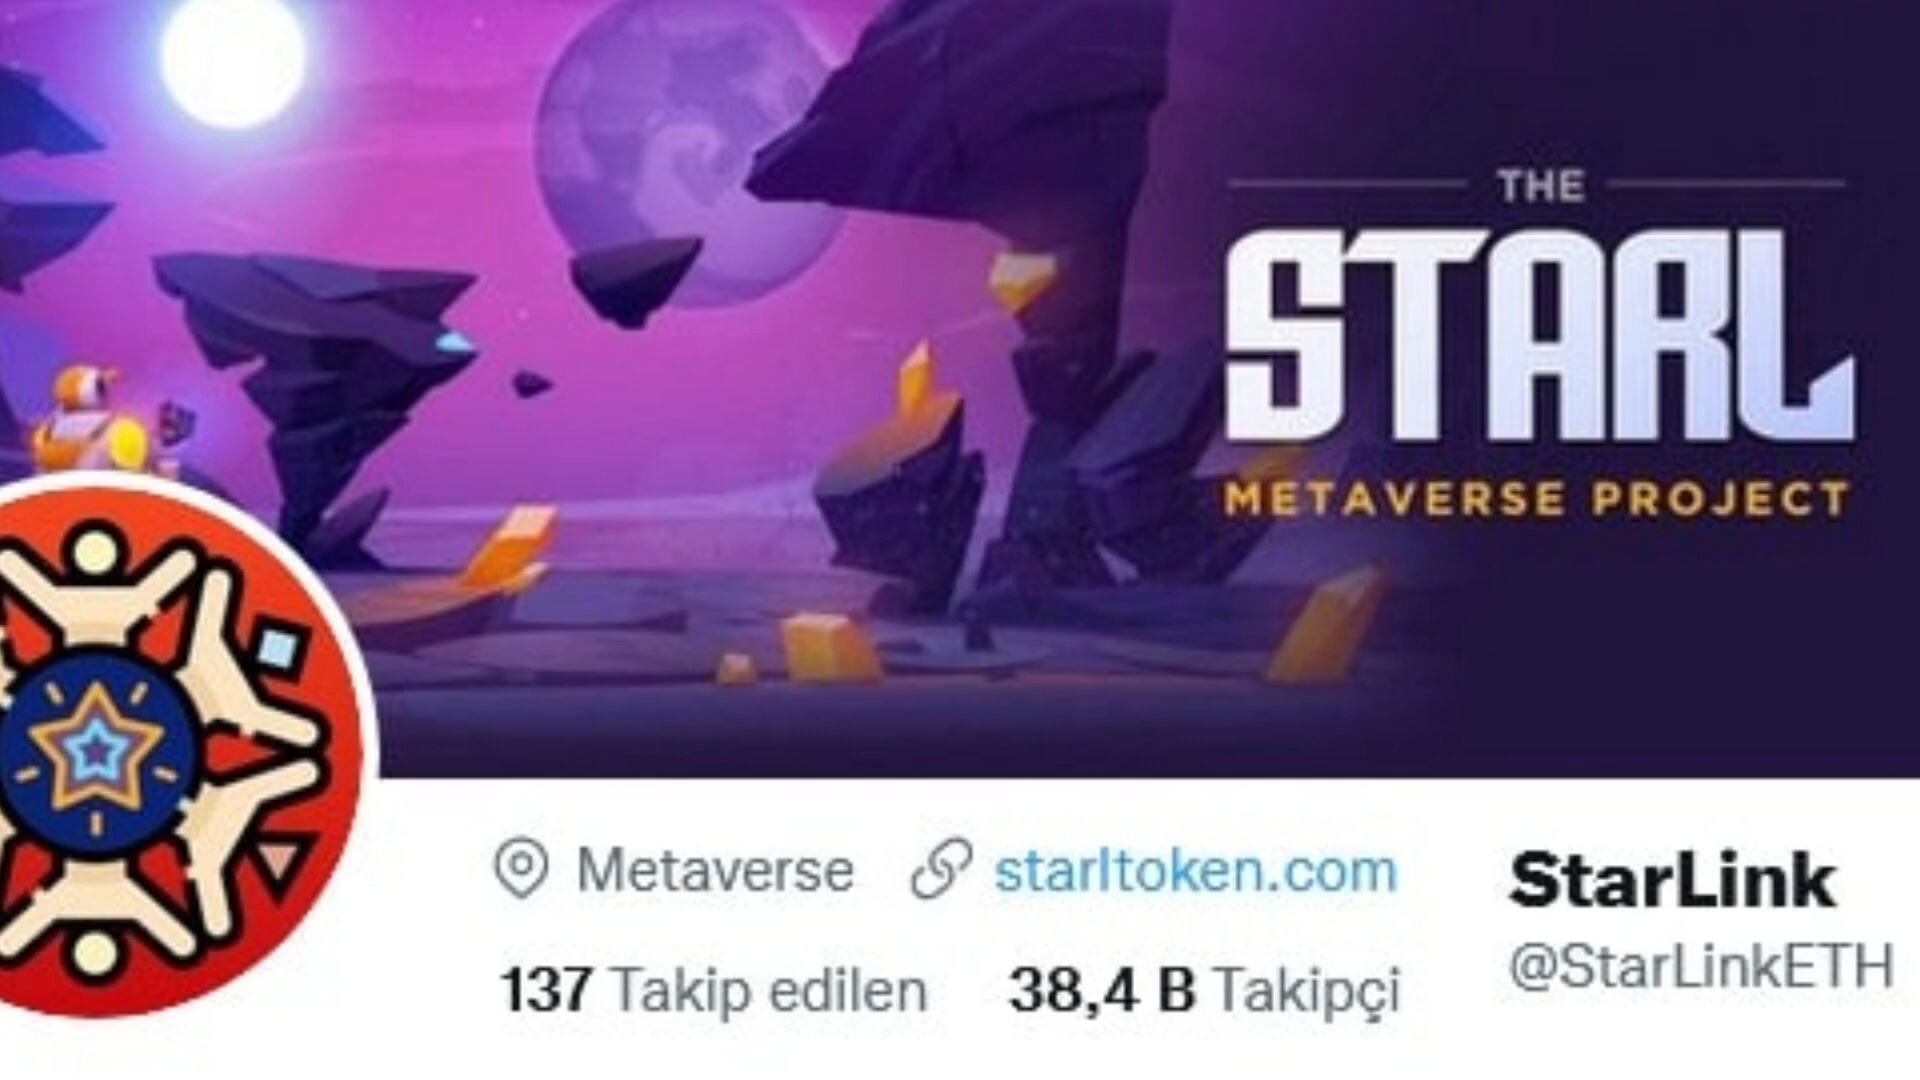 THE
STARL
METAVERSE PROJECT
Metaverse starltoken.com
137 Takip edilen 38,4 B Takipçi
StarLink
@StarLinkETH